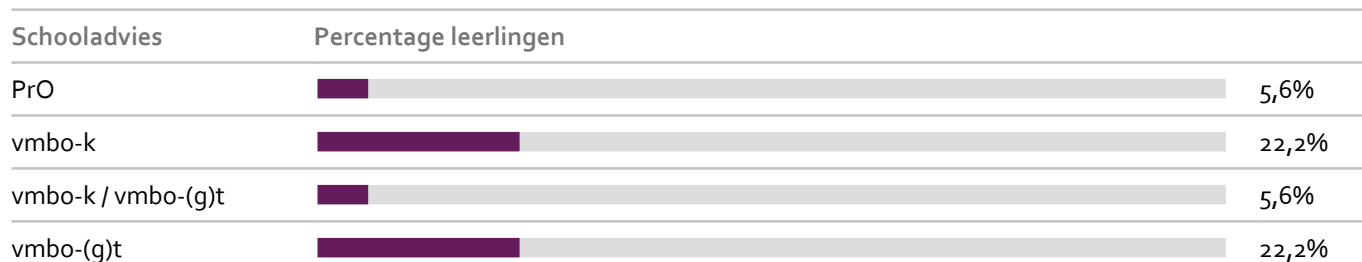 Schooladvies Percentage leerlingen
PrO 5,6%
vmbo-k 22,2%
vmbo-k / vmbo-(g)t 5,6%
vmbo-(g)t 22,2%